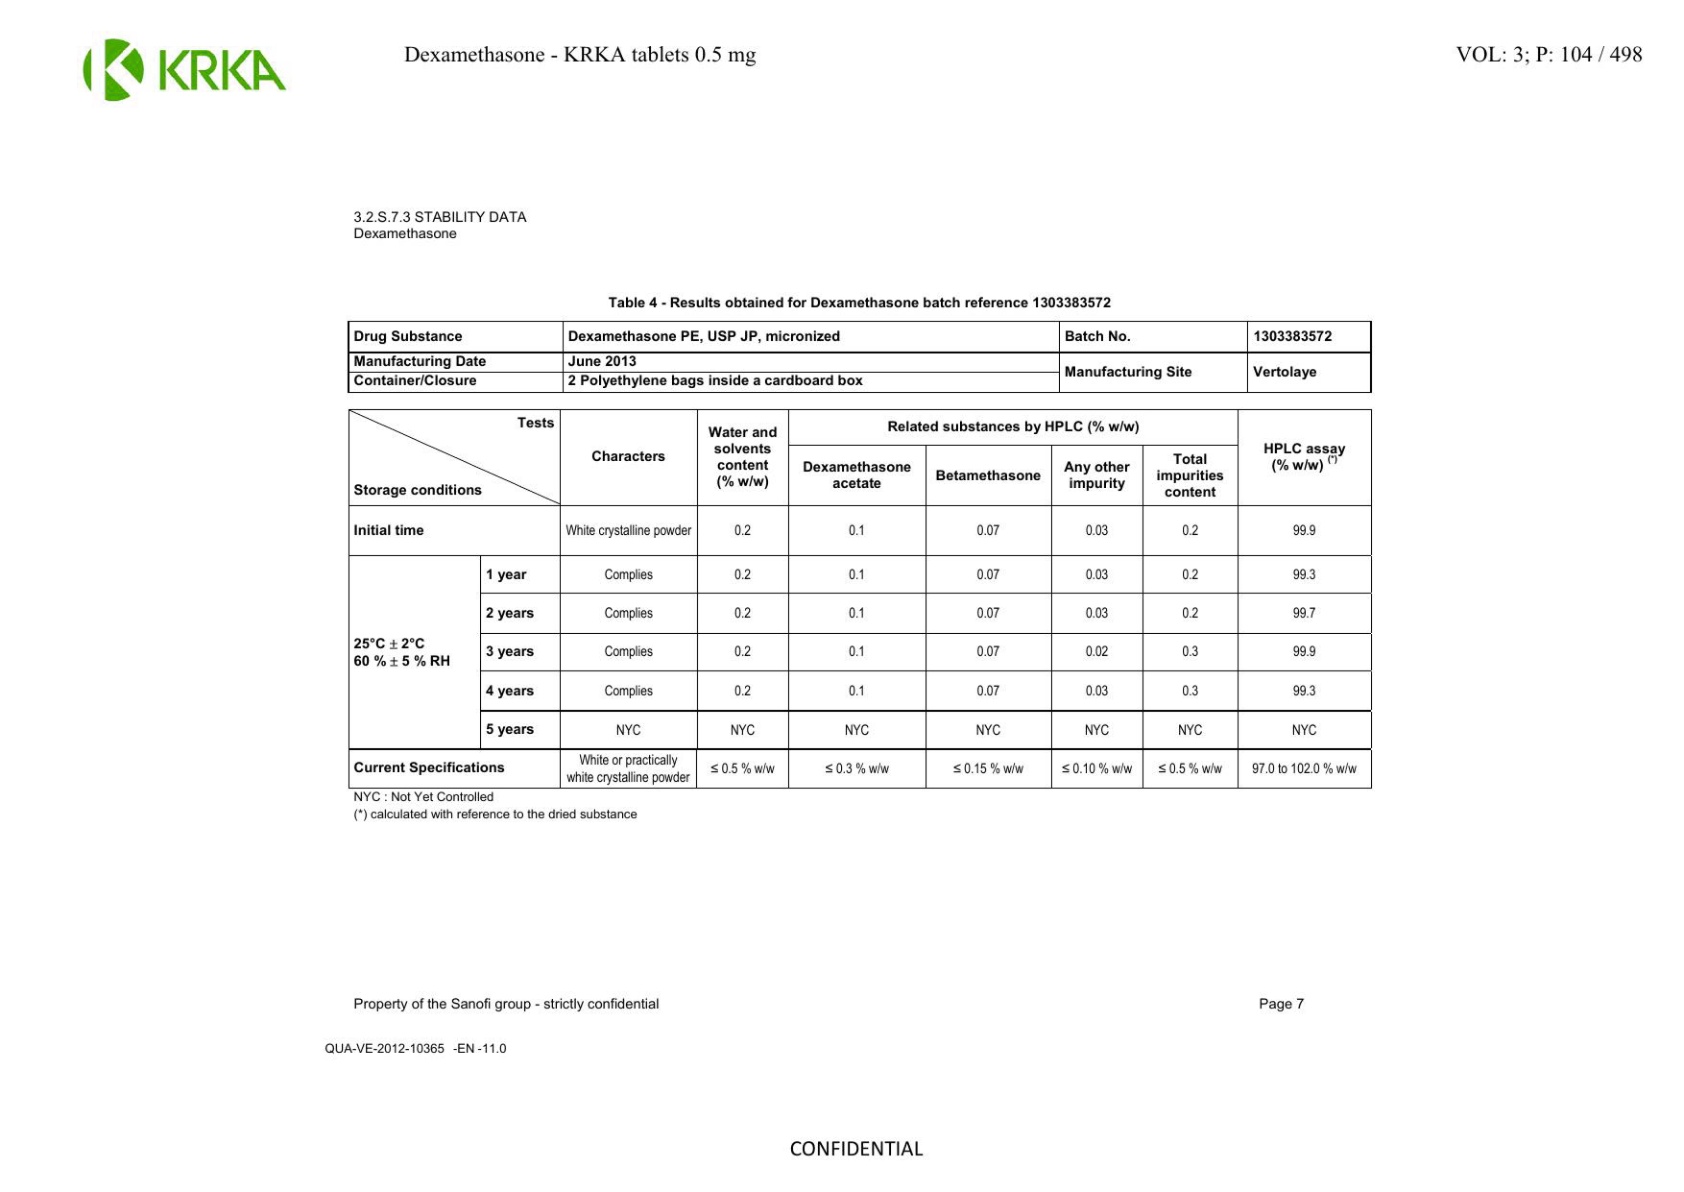 KRKA
Dexamethasone - KRKA tablets 0.5 mg
VOL: 3; P: 104 / 498
3.2.S.7.3 STABILITY DATA
Dexamethasone
Table 4 - Results obtained for Dexamethasone batch reference 1303383572
Drug Substance Dexamethasone PE, USP JP, micronized Batch No. 1303383572
Manufacturing Date June 2013
Manufacturing Site Vertolaye
Container/Closure 2 Polyethylene bags inside a cardboard box
Tests
Storage conditions
Characters
Water and
solvents
content
(% w/w)
Related substances by HPLC (% w/w)
Dexamethasone
acetate
Betamethasone
Any other
impurity
Total
impurities
content
HPLC assay
(% w/w) (*)
Initial time White crystalline powder 0.2 0.1 0.07 0.03 0.2 99.9
25°C ± 2°C
60 % ± 5 % RH
1 year Complies 0.2 0.1 0.07 0.03 0.2 99.3
2 years Complies 0.2 0.1 0.07 0.03 0.2 99.7
3 years Complies 0.2 0.1 0.07 0.02 0.3 99.9
4 years Complies 0.2 0.1 0.07 0.03 0.3 99.3
5 years NYC NYC NYC NYC NYC NYC NYC
Current Specifications
White or practically
white crystalline powder
≤ 0.5 % w/w ≤ 0.3 % w/w ≤ 0.15 % w/w ≤ 0.10 % w/w ≤ 0.5 % w/w 97.0 to 102.0 % w/w
NYC : Not Yet Controlled
(*) calculated with reference to the dried substance
Property of the Sanofi group - strictly confidential
Page 7
QUA-VE-2012-10365 -EN -11.0
CONFIDENTIAL